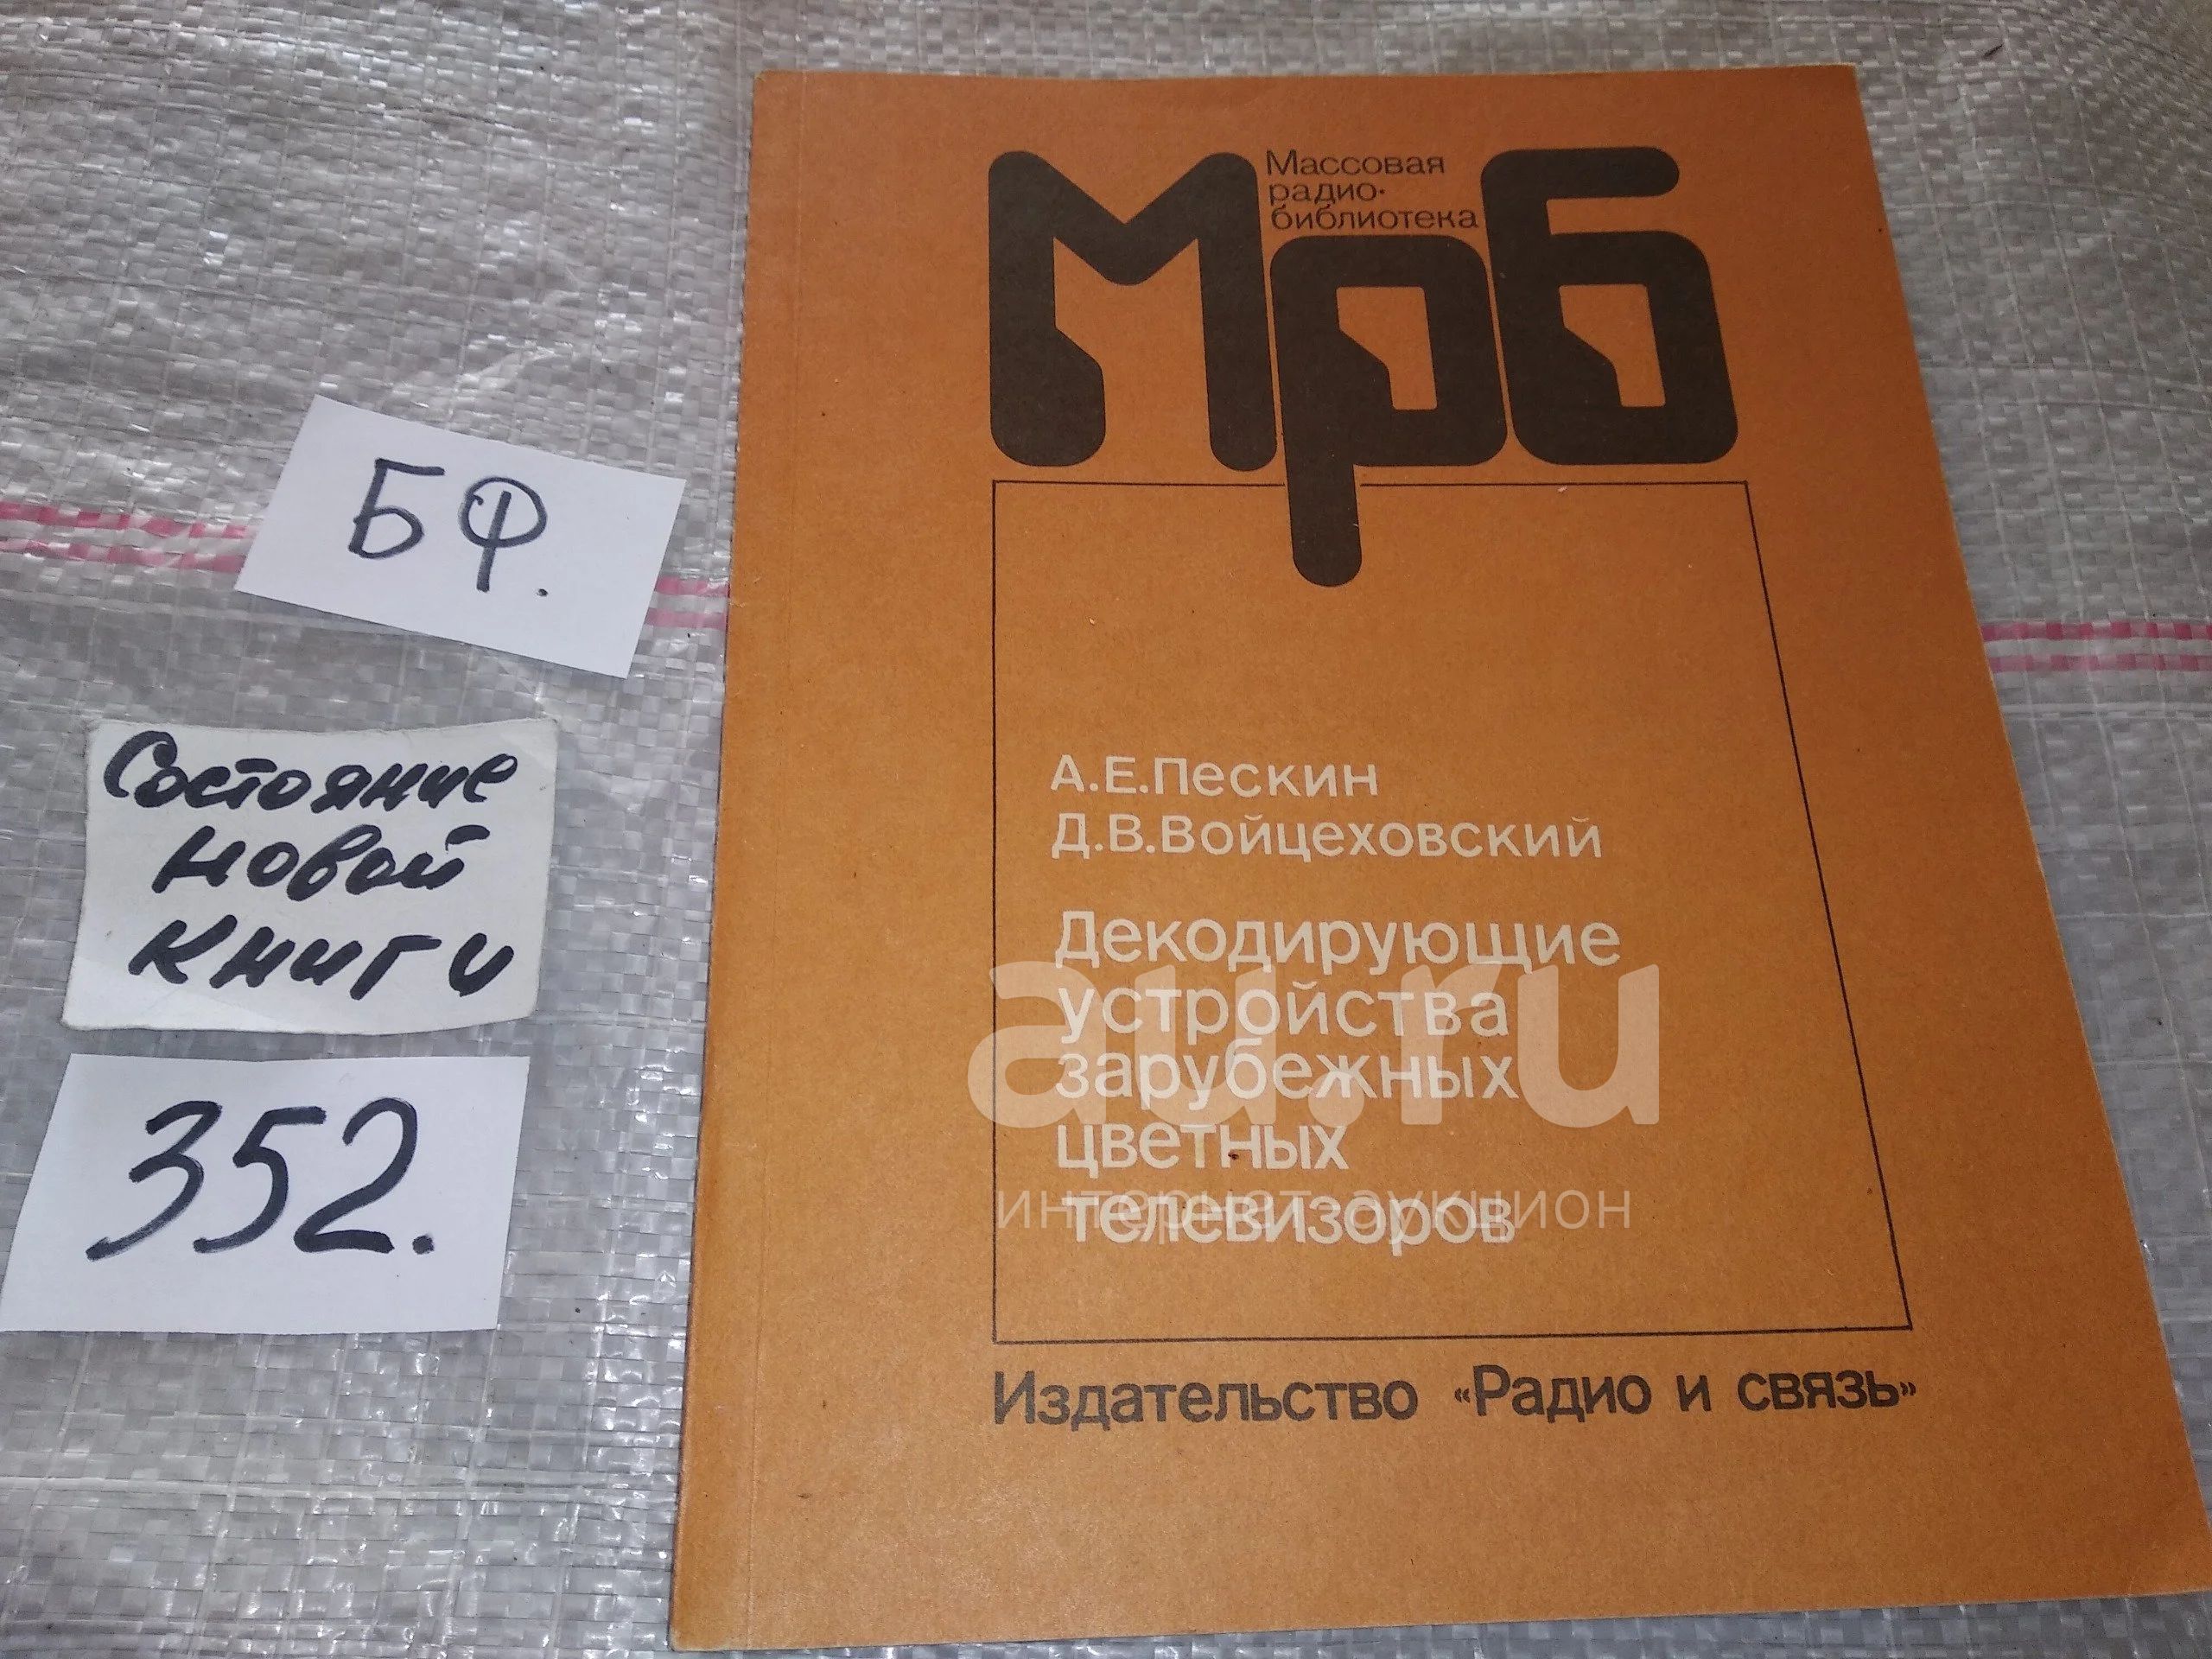 БФ.
Состояние
новой
книги
352.
Массовая
радио-
библиотека
Мрб
А.Е.Пескин
Д.В.Войцеховский
Декодирующие
устройства
зарубежных
цветных
телевизоров
au.ru
интернет-аукцион
Издательство «Радио и связь»